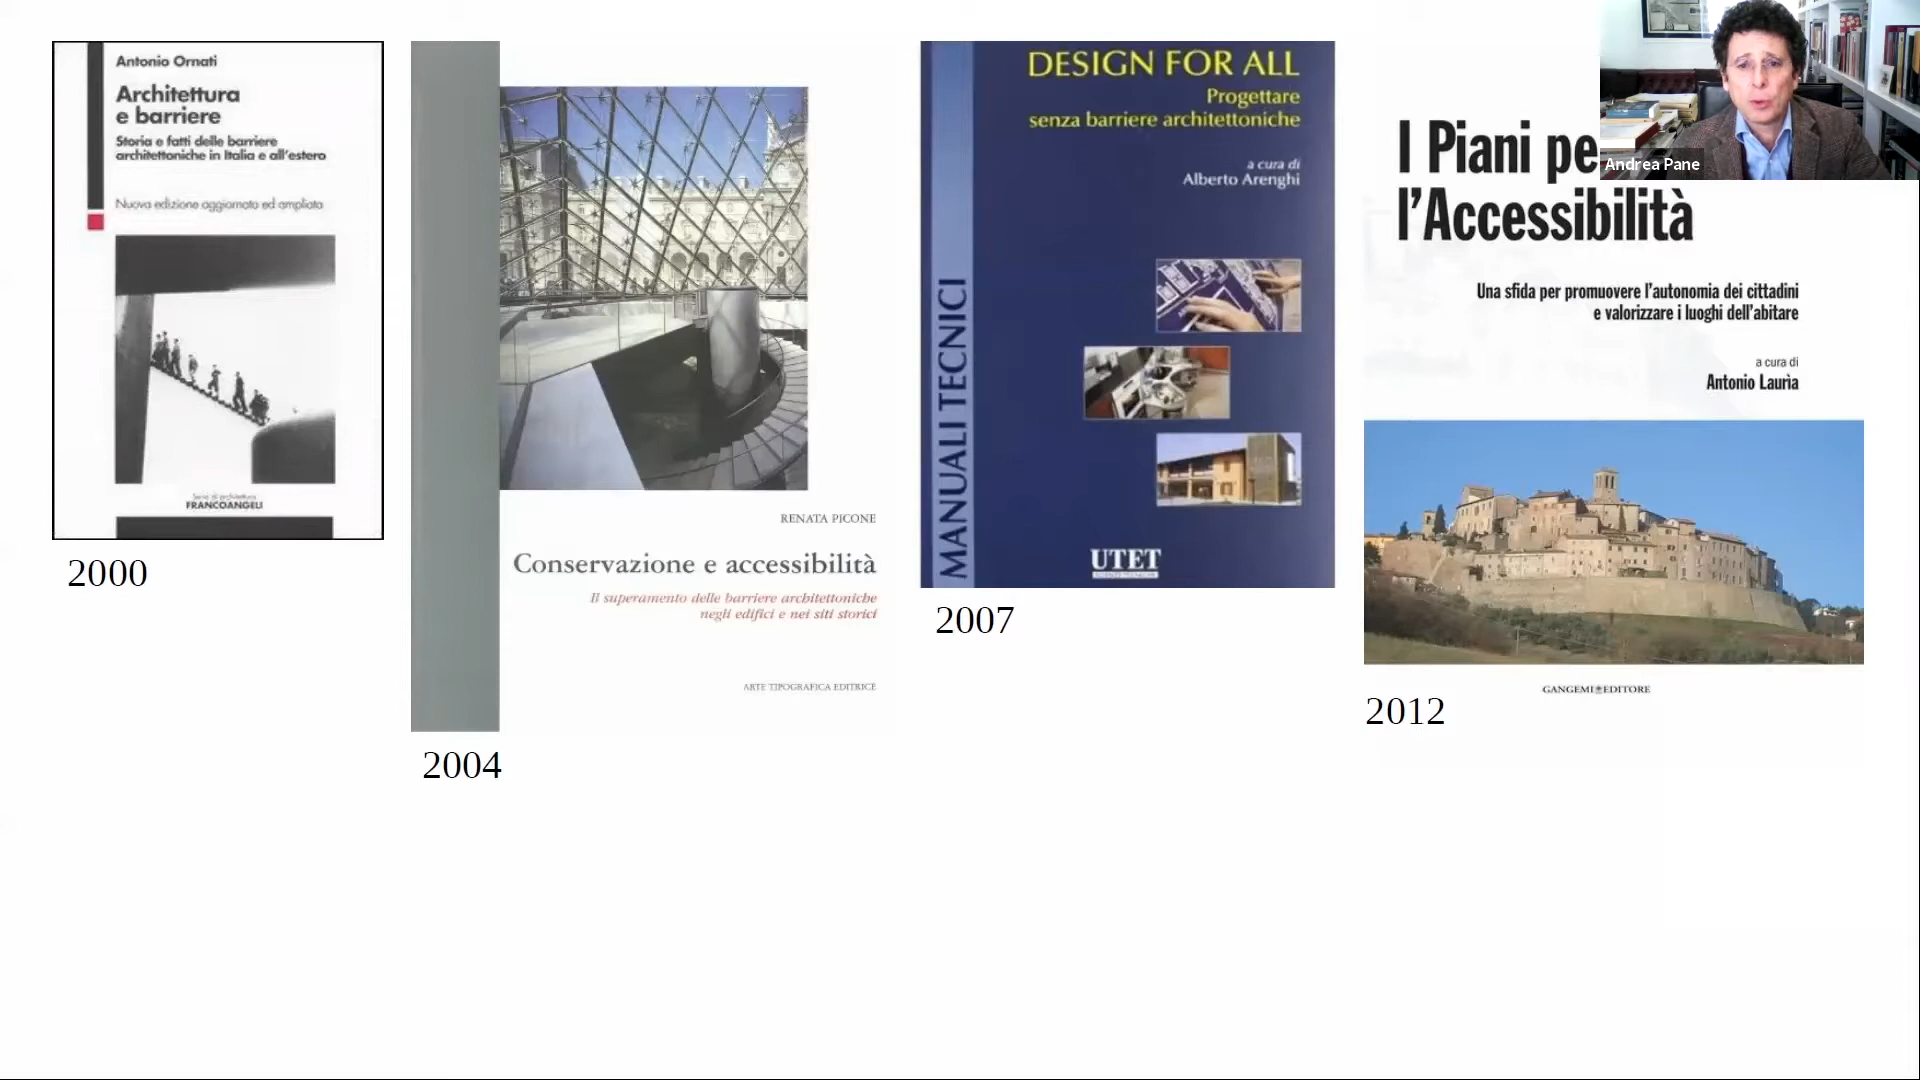 Antonio Ornati
Architettura
e barriere
Storia e fatti delle barriere
architettoniche in Italia e all'estero
Nuova edizione aggiornata ed ampliata
Serie di architettura
FRANCOANGELI
2000
RENATA PICONE
Conservazione e accessibilità
Il superamento delle barriere architettoniche
negli edifici e nei siti storici
ARTE TIPOGRAFICA EDITRICE
2004
DESIGN FOR ALL
Progettare
senza barriere architettoniche
a cura di
Alberto Arenghi
MANUALI TECNICI
UTET
2007
I Piani pe
l'Accessibilità
Una sfida per promuovere l'autonomia dei cittadini
e valorizzare i luoghi dell'abitare
a cura di
Antonio Laurìa
GANGEMI EDITORE
2012
Andrea Pane